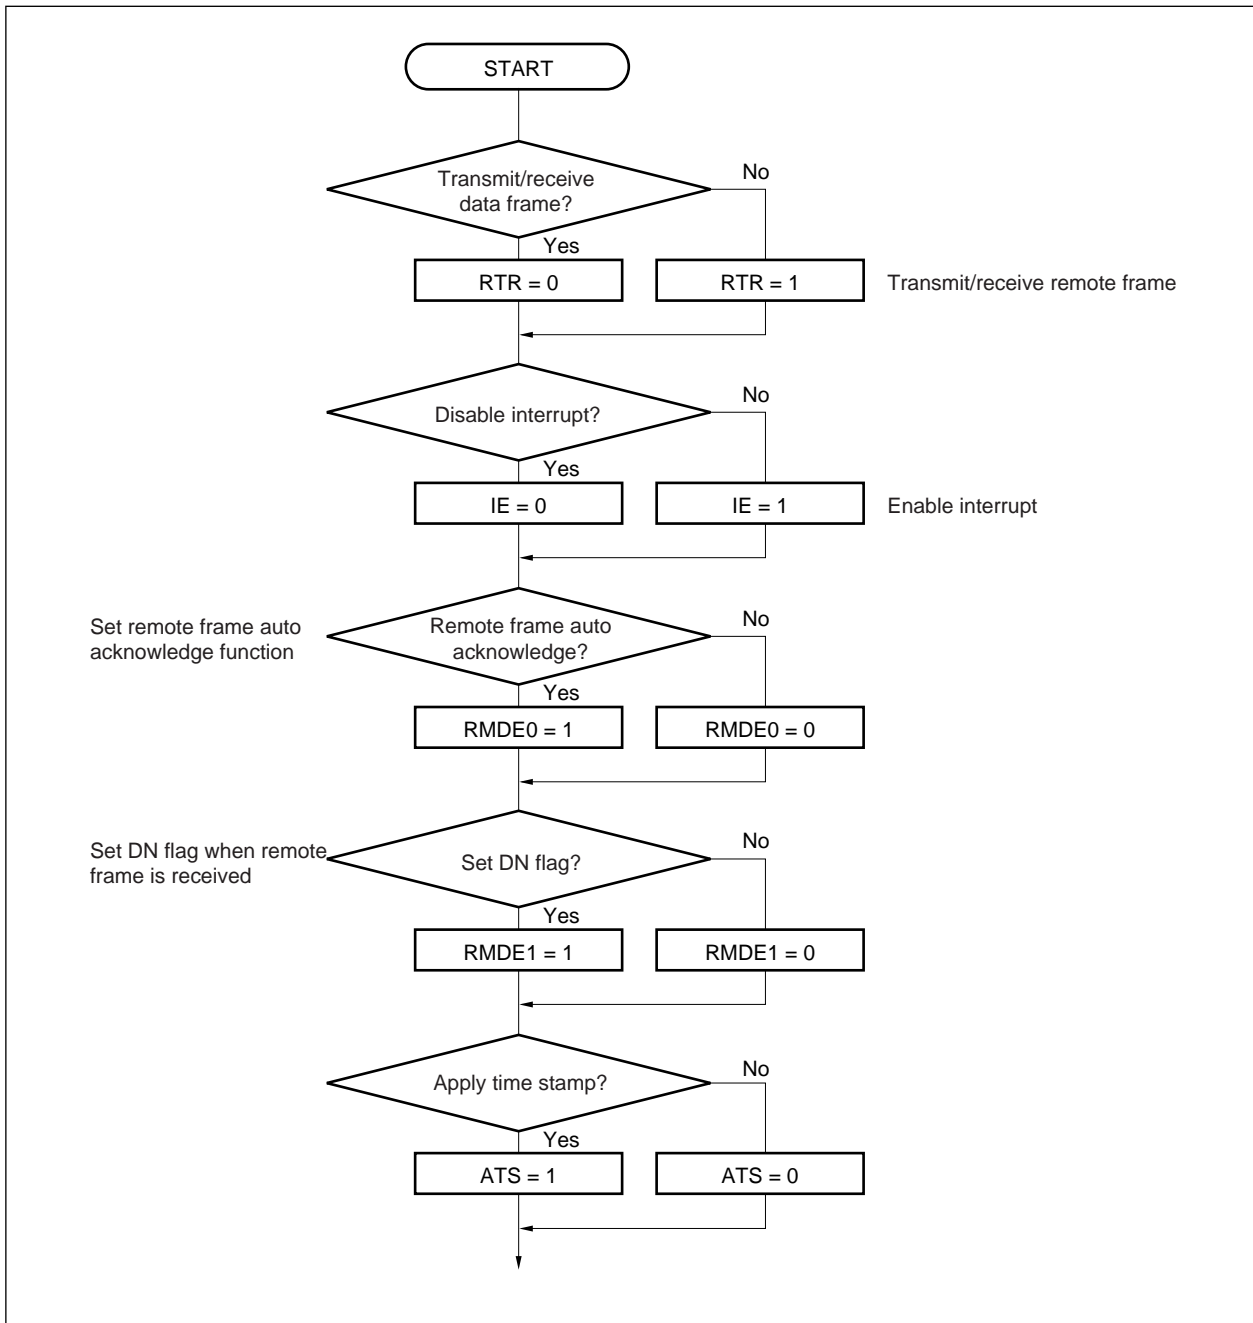 START
Transmit/receive
data frame?
No
Yes
RTR = 0
RTR = 1
Transmit/receive remote frame
Disable interrupt?
No
Yes
IE = 0
IE = 1
Enable interrupt
Set remote frame auto
acknowledge function
Remote frame auto
acknowledge?
No
Yes
RMDE0 = 1
RMDE0 = 0
Set DN flag when remote
frame is received
Set DN flag?
No
Yes
RMDE1 = 1
RMDE1 = 0
Apply time stamp?
No
Yes
ATS = 1
ATS = 0